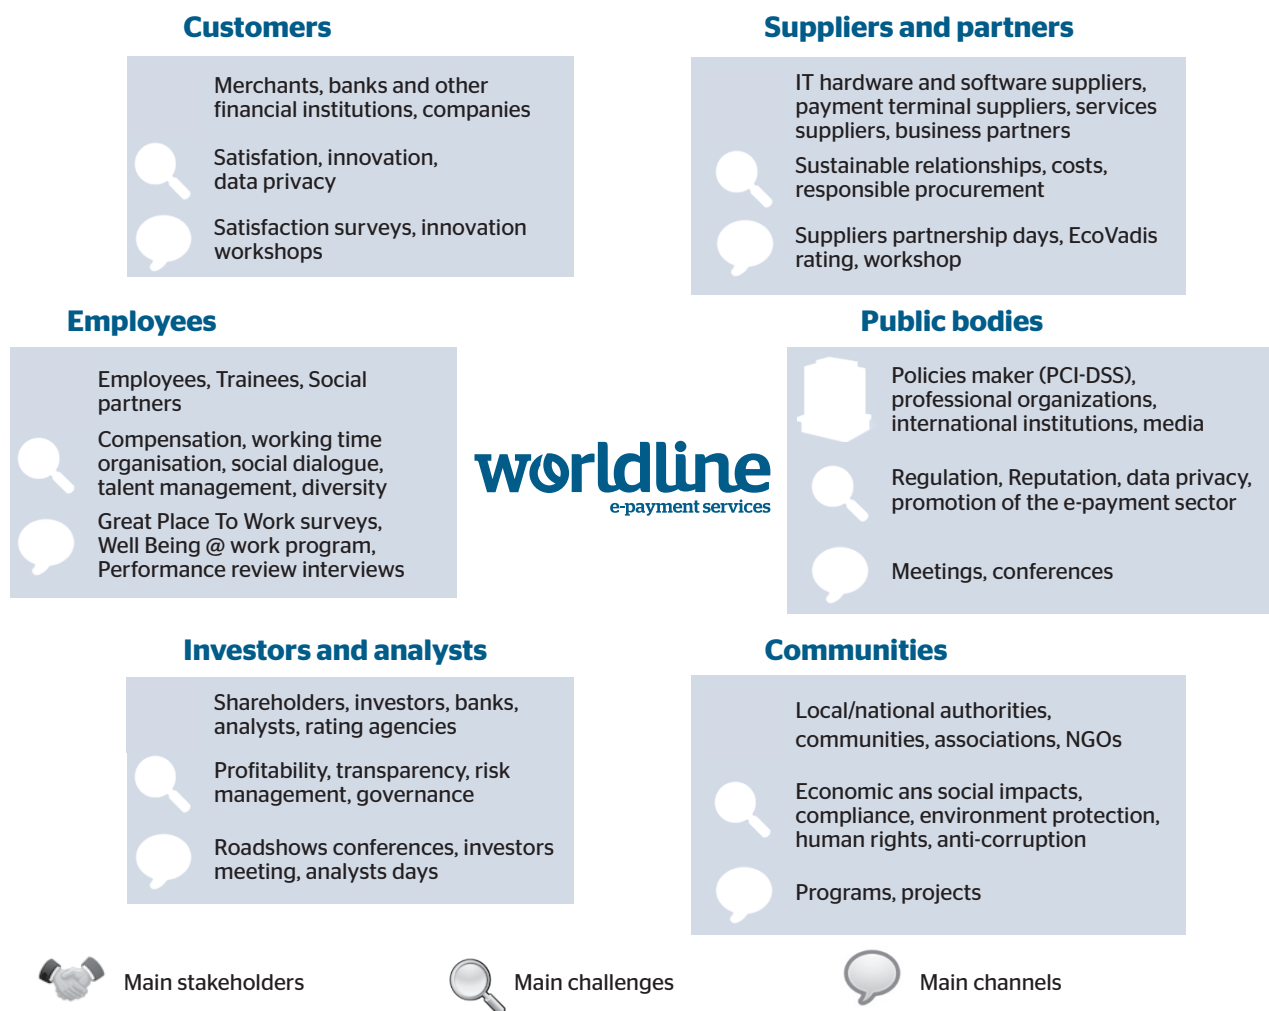 Customers
Merchants, banks and other
financial institutions, companies
Satisfation, innovation,
data privacy
Satisfaction surveys, innovation
workshops
Suppliers and partners
IT hardware and software suppliers,
payment terminal suppliers, services
suppliers, business partners
Sustainable relationships, costs,
responsible procurement
Suppliers partnership days, EcoVadis
rating, workshop
Employees
Employees, Trainees, Social
partners
Compensation, working time
organisation, social dialogue,
talent management, diversity
Great Place To Work surveys,
Well Being @ work program,
Performance review interviews
worldline
e-payment services
Public bodies
Policies maker (PCI-DSS),
professional organizations,
international institutions, media
Regulation, Reputation, data privacy,
promotion of the e-payment sector
Meetings, conferences
Investors and analysts
Shareholders, investors, banks,
analysts, rating agencies
Profitability, transparency, risk
management, governance
Roadshows conferences, investors
meeting, analysts days
Communities
Local/national authorities,
communities, associations, NGOs
Economic ans social impacts,
compliance, environment protection,
human rights, anti-corruption
Programs, projects
Main stakeholders
Main challenges
Main channels